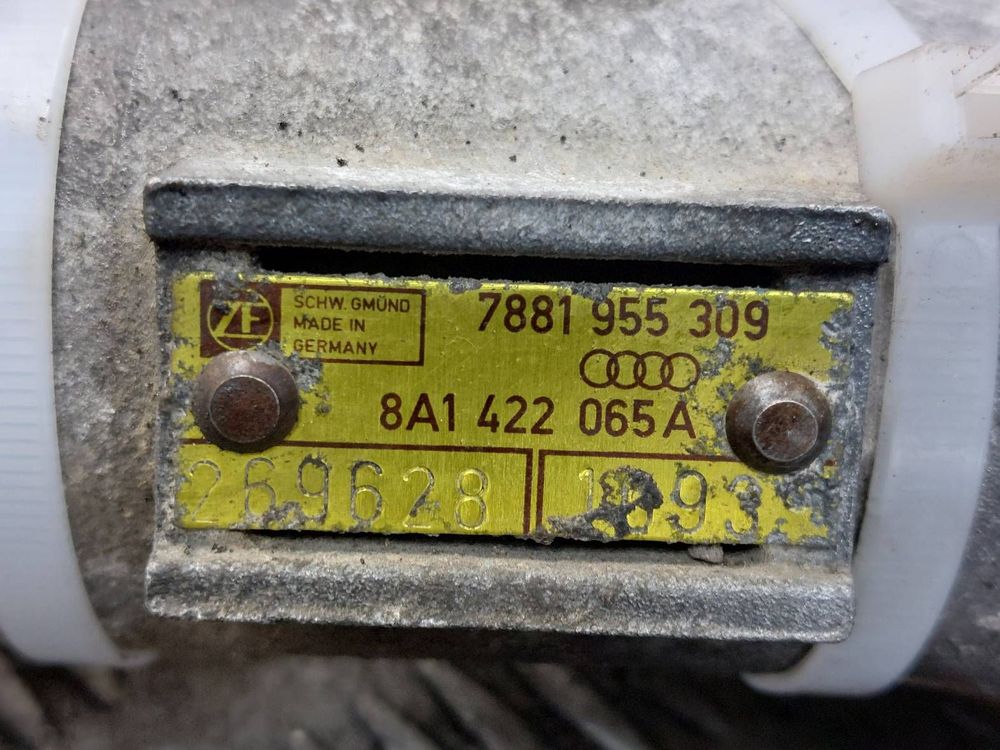 ZF
SCHW. GMÜND
MADE IN
GERMANY
7881 955 309
8A1 422 065A
269628